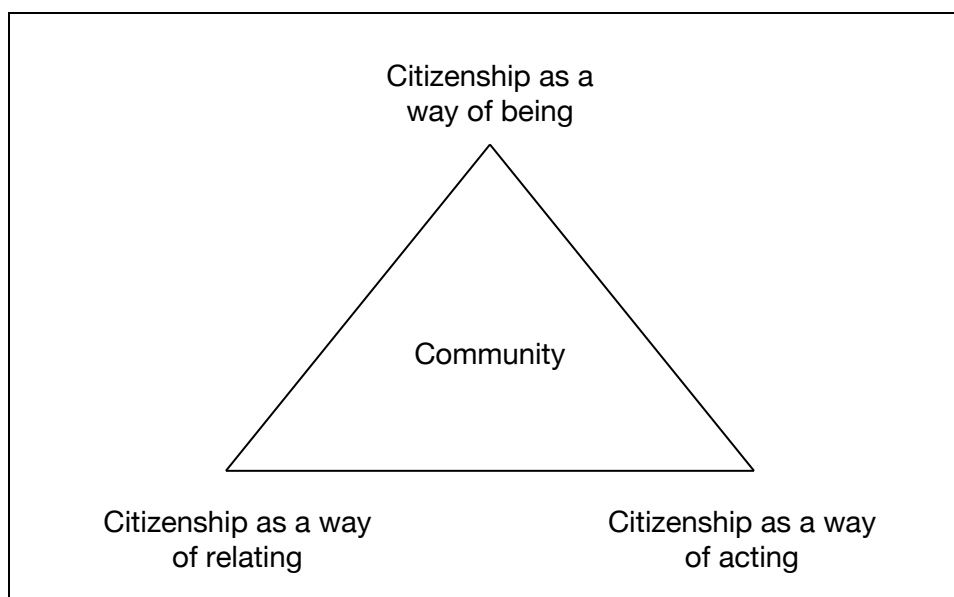 Citizenship as a
way of being
Community
Citizenship as a way
of relating
Citizenship as a way
of acting